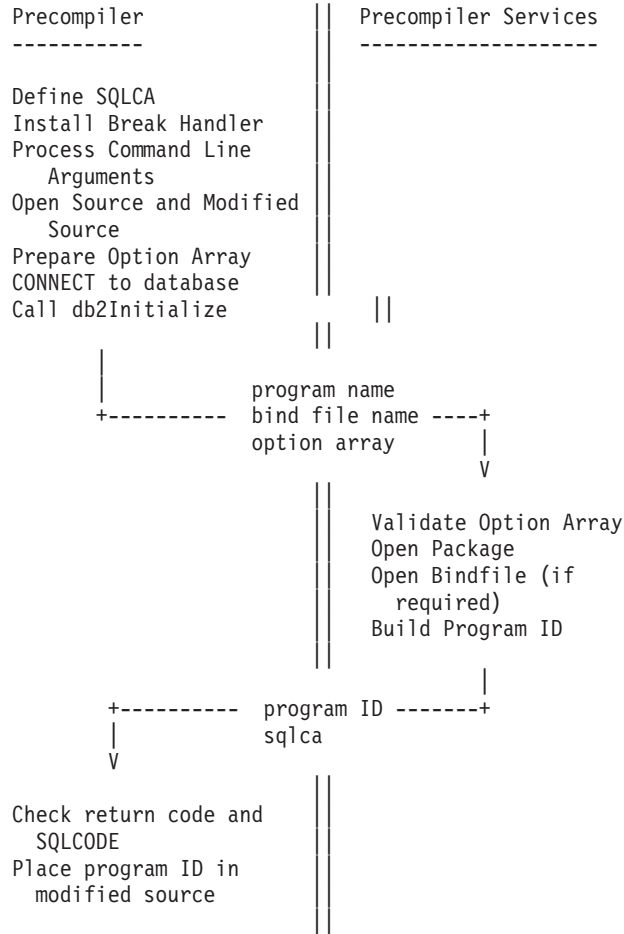 Precompiler || Precompiler Services
----------- || --------------------
||
Define SQLCA ||
Install Break Handler ||
Process Command Line ||
Arguments ||
Open Source and Modified ||
Source ||
Prepare Option Array ||
CONNECT to database ||
Call db2Initialize ||
||
|
| program name
+---------- bind file name ----+
option array |
V
||
|| Validate Option Array
|| Open Package
|| Open Bindfile (if
|| required)
|| Build Program ID
||
|
+---------- program ID -------+
| sqlca
V
||
Check return code and ||
SQLCODE ||
Place program ID in ||
modified source ||
||